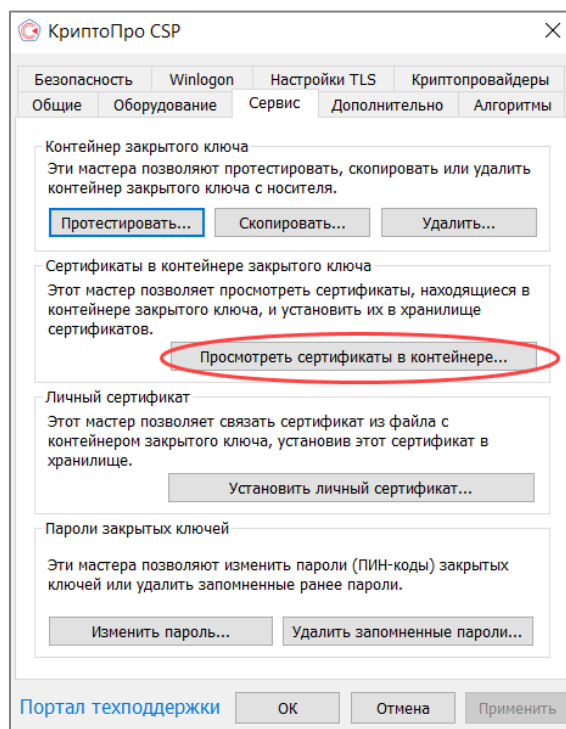 КриптоПро CSP
Безопасность Winlogon Настройки TLS Криптопровайдеры
Общие Оборудование Сервис Дополнительно Алгоритмы
Контейнер закрытого ключа
Эти мастера позволяют протестировать, скопировать или удалить
контейнер закрытого ключа с носителя.
Протестировать... Скопировать... Удалить...
Сертификаты в контейнере закрытого ключа
Этот мастер позволяет просмотреть сертификаты, находящиеся в
контейнере закрытого ключа, и установить их в хранилище
сертификатов.
Просмотреть сертификаты в контейнере...
Личный сертификат
Этот мастер позволяет связать сертификат из файла с
контейнером закрытого ключа, установив этот сертификат в
хранилище.
Установить личный сертификат...
Пароли закрытых ключей
Эти мастера позволяют изменить пароли (ПИН-коды) закрытых
ключей или удалить запомненные ранее пароли.
Изменить пароль... Удалить запомненные пароли...
Портал техподдержки ОК Отмена Применить